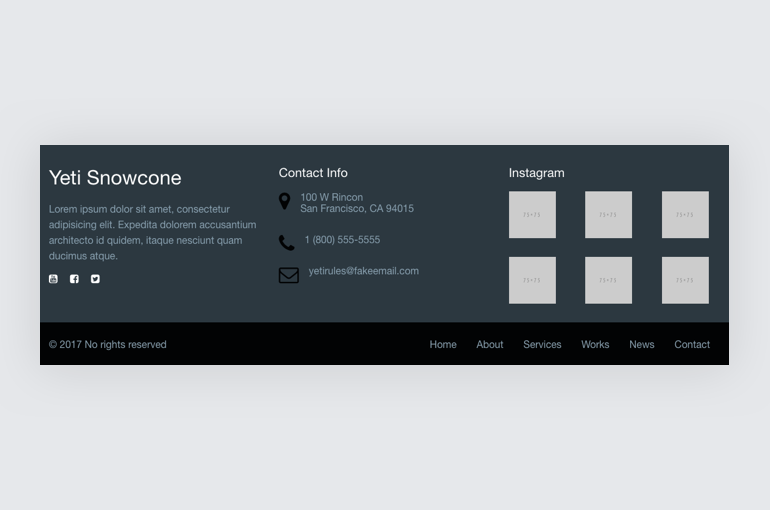 Yeti Snowcone
Lorem ipsum dolor sit amet, consectetur
adipisicing elit. Expedita dolorem accusantium
architecto id quidem, itaque nesciunt quam
ducimus atque.
Contact Info
100 W Rincon
San Francisco, CA 94015
1 (800) 555-5555
yetirules@fakeemail.com
Instagram
75×75
75×75
75×75
75×75
75×75
75×75
© 2017 No rights reserved
Home About Services Works News Contact